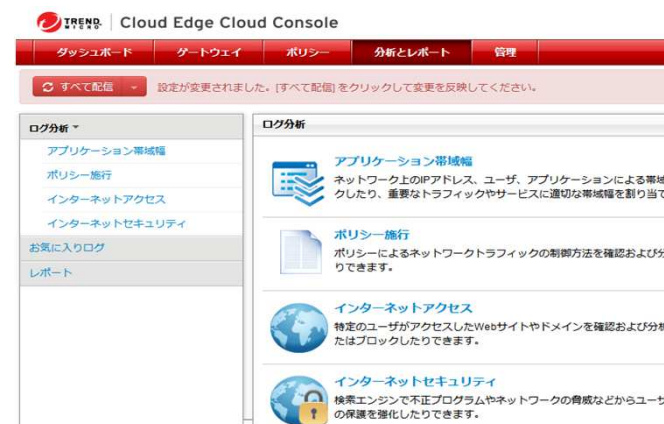 TREND MICRO Cloud Edge Cloud Console
ダッシュボード ゲートウェイ ポリシー 分析とレポート 管理
すべて配信 設定が変更されました。[すべて配信] をクリックして変更を反映してください。
ログ分析
アプリケーション帯域幅
ポリシー施行
インターネットアクセス
インターネットセキュリティ
お気に入りログ
レポート
ログ分析
アプリケーション帯域幅
ネットワーク上のIPアドレス、ユーザ、アプリケーションによる帯域
クしたり、重要なトラフィックやサービスに適切な帯域幅を割り当て
ポリシー施行
ポリシーによるネットワークトラフィックの制御方法を確認および分
りできます。
インターネットアクセス
特定のユーザがアクセスしたWebサイトやドメインを確認および分析
たはブロックしたりできます。
インターネットセキュリティ
検索エンジンで不正プログラムやネットワークの脅威などからユーサ
の保護を強化したりできます。